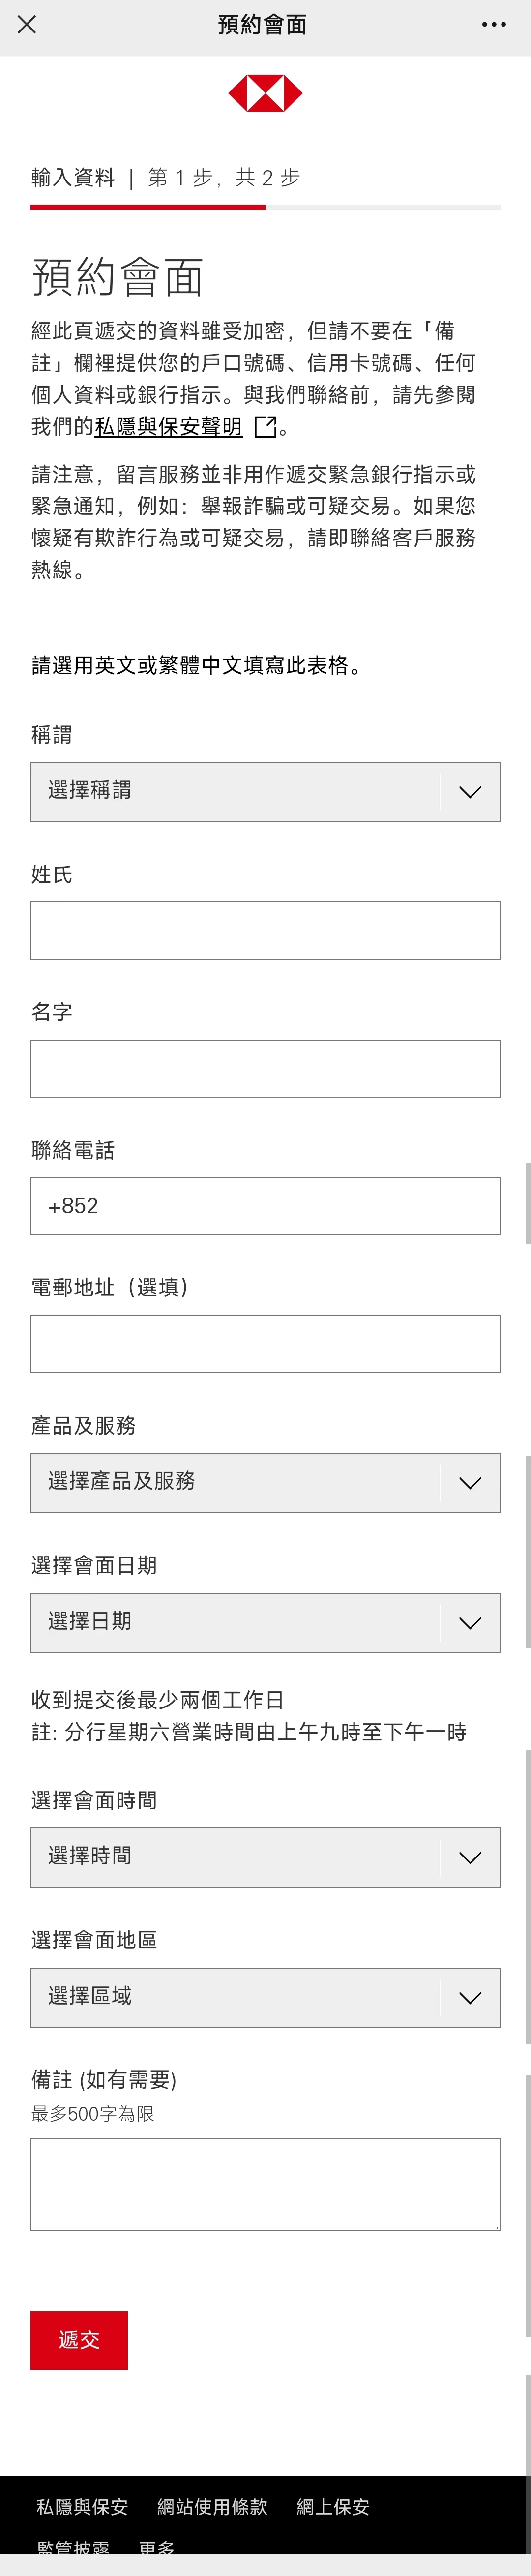 預約會面
輸入資料 | 第 1 步，共 2 步
預約會面
經此頁遞交的資料雖受加密，但請不要在「備
註」欄裡提供您的戶口號碼、信用卡號碼、任何
個人資料或銀行指示。與我們聯絡前，請先參閱
我們的私隱與保安聲明。
請注意，留言服務並非用作遞交緊急銀行指示或
緊急通知，例如：舉報詐騙或可疑交易。如果您
懷疑有欺詐行為或可疑交易，請即聯絡客戶服務
熱線。
請選用英文或繁體中文填寫此表格。
稱謂
選擇稱謂
姓氏
名字
聯絡電話
+852
電郵地址（選填）
產品及服務
選擇產品及服務
選擇會面日期
選擇日期
收到提交後最少兩個工作日
註: 分行星期六營業時間由上午九時至下午一時
選擇會面時間
選擇時間
選擇會面地區
選擇區域
備註 (如有需要)
最多500字為限
遞交
私隱與保安 網站使用條款 網上保安
監管披露 更多